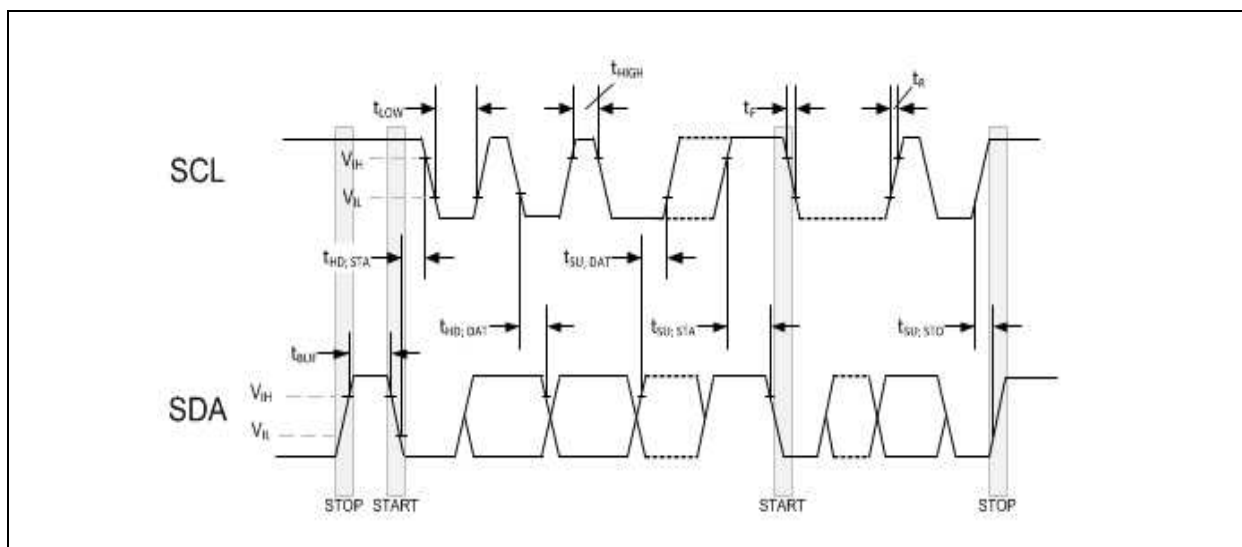 tHIGH
tR
tLOW
tF
SCL
VIH
VIL
tHD; STA
tSU; DAT
tHD; DAT
tSU; STA
tSU; STO
tBUF
VIH
SDA
VIL
STOP START START STOP